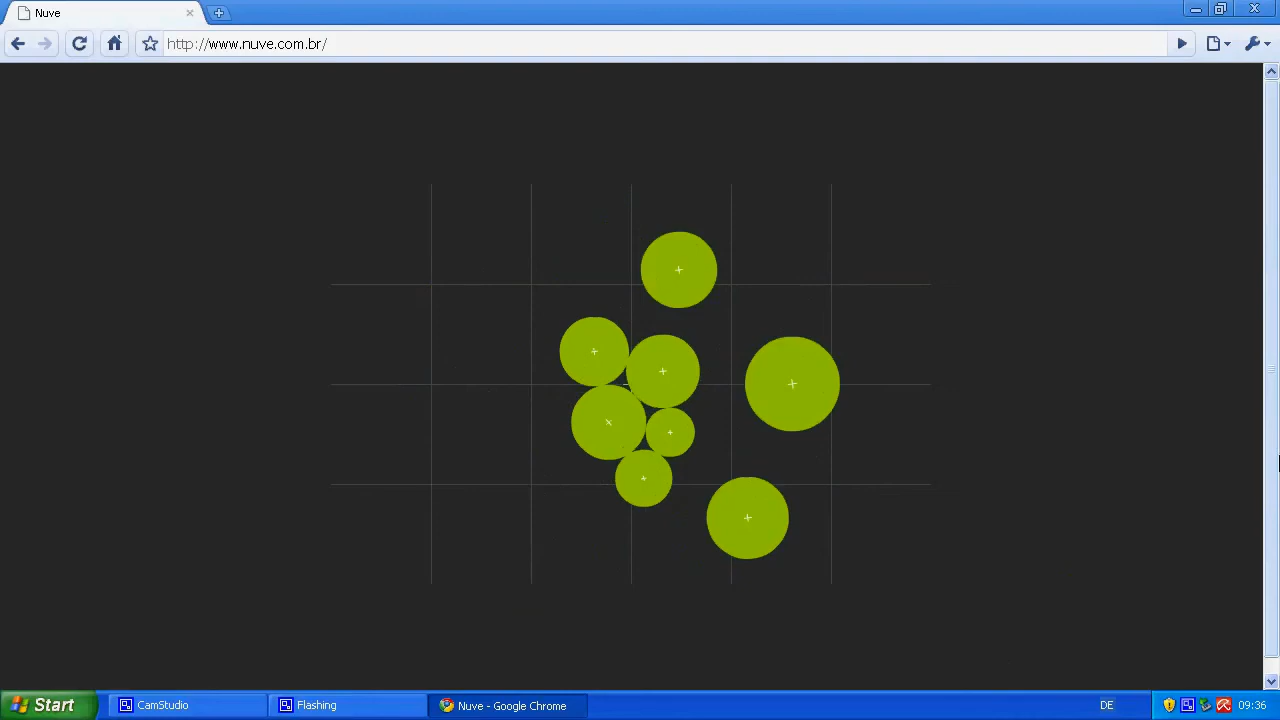 Nuve
http://www.nuve.com.br/
Start
CamStudio
Flashing
Nuve - Google Chrome
DE
09:36